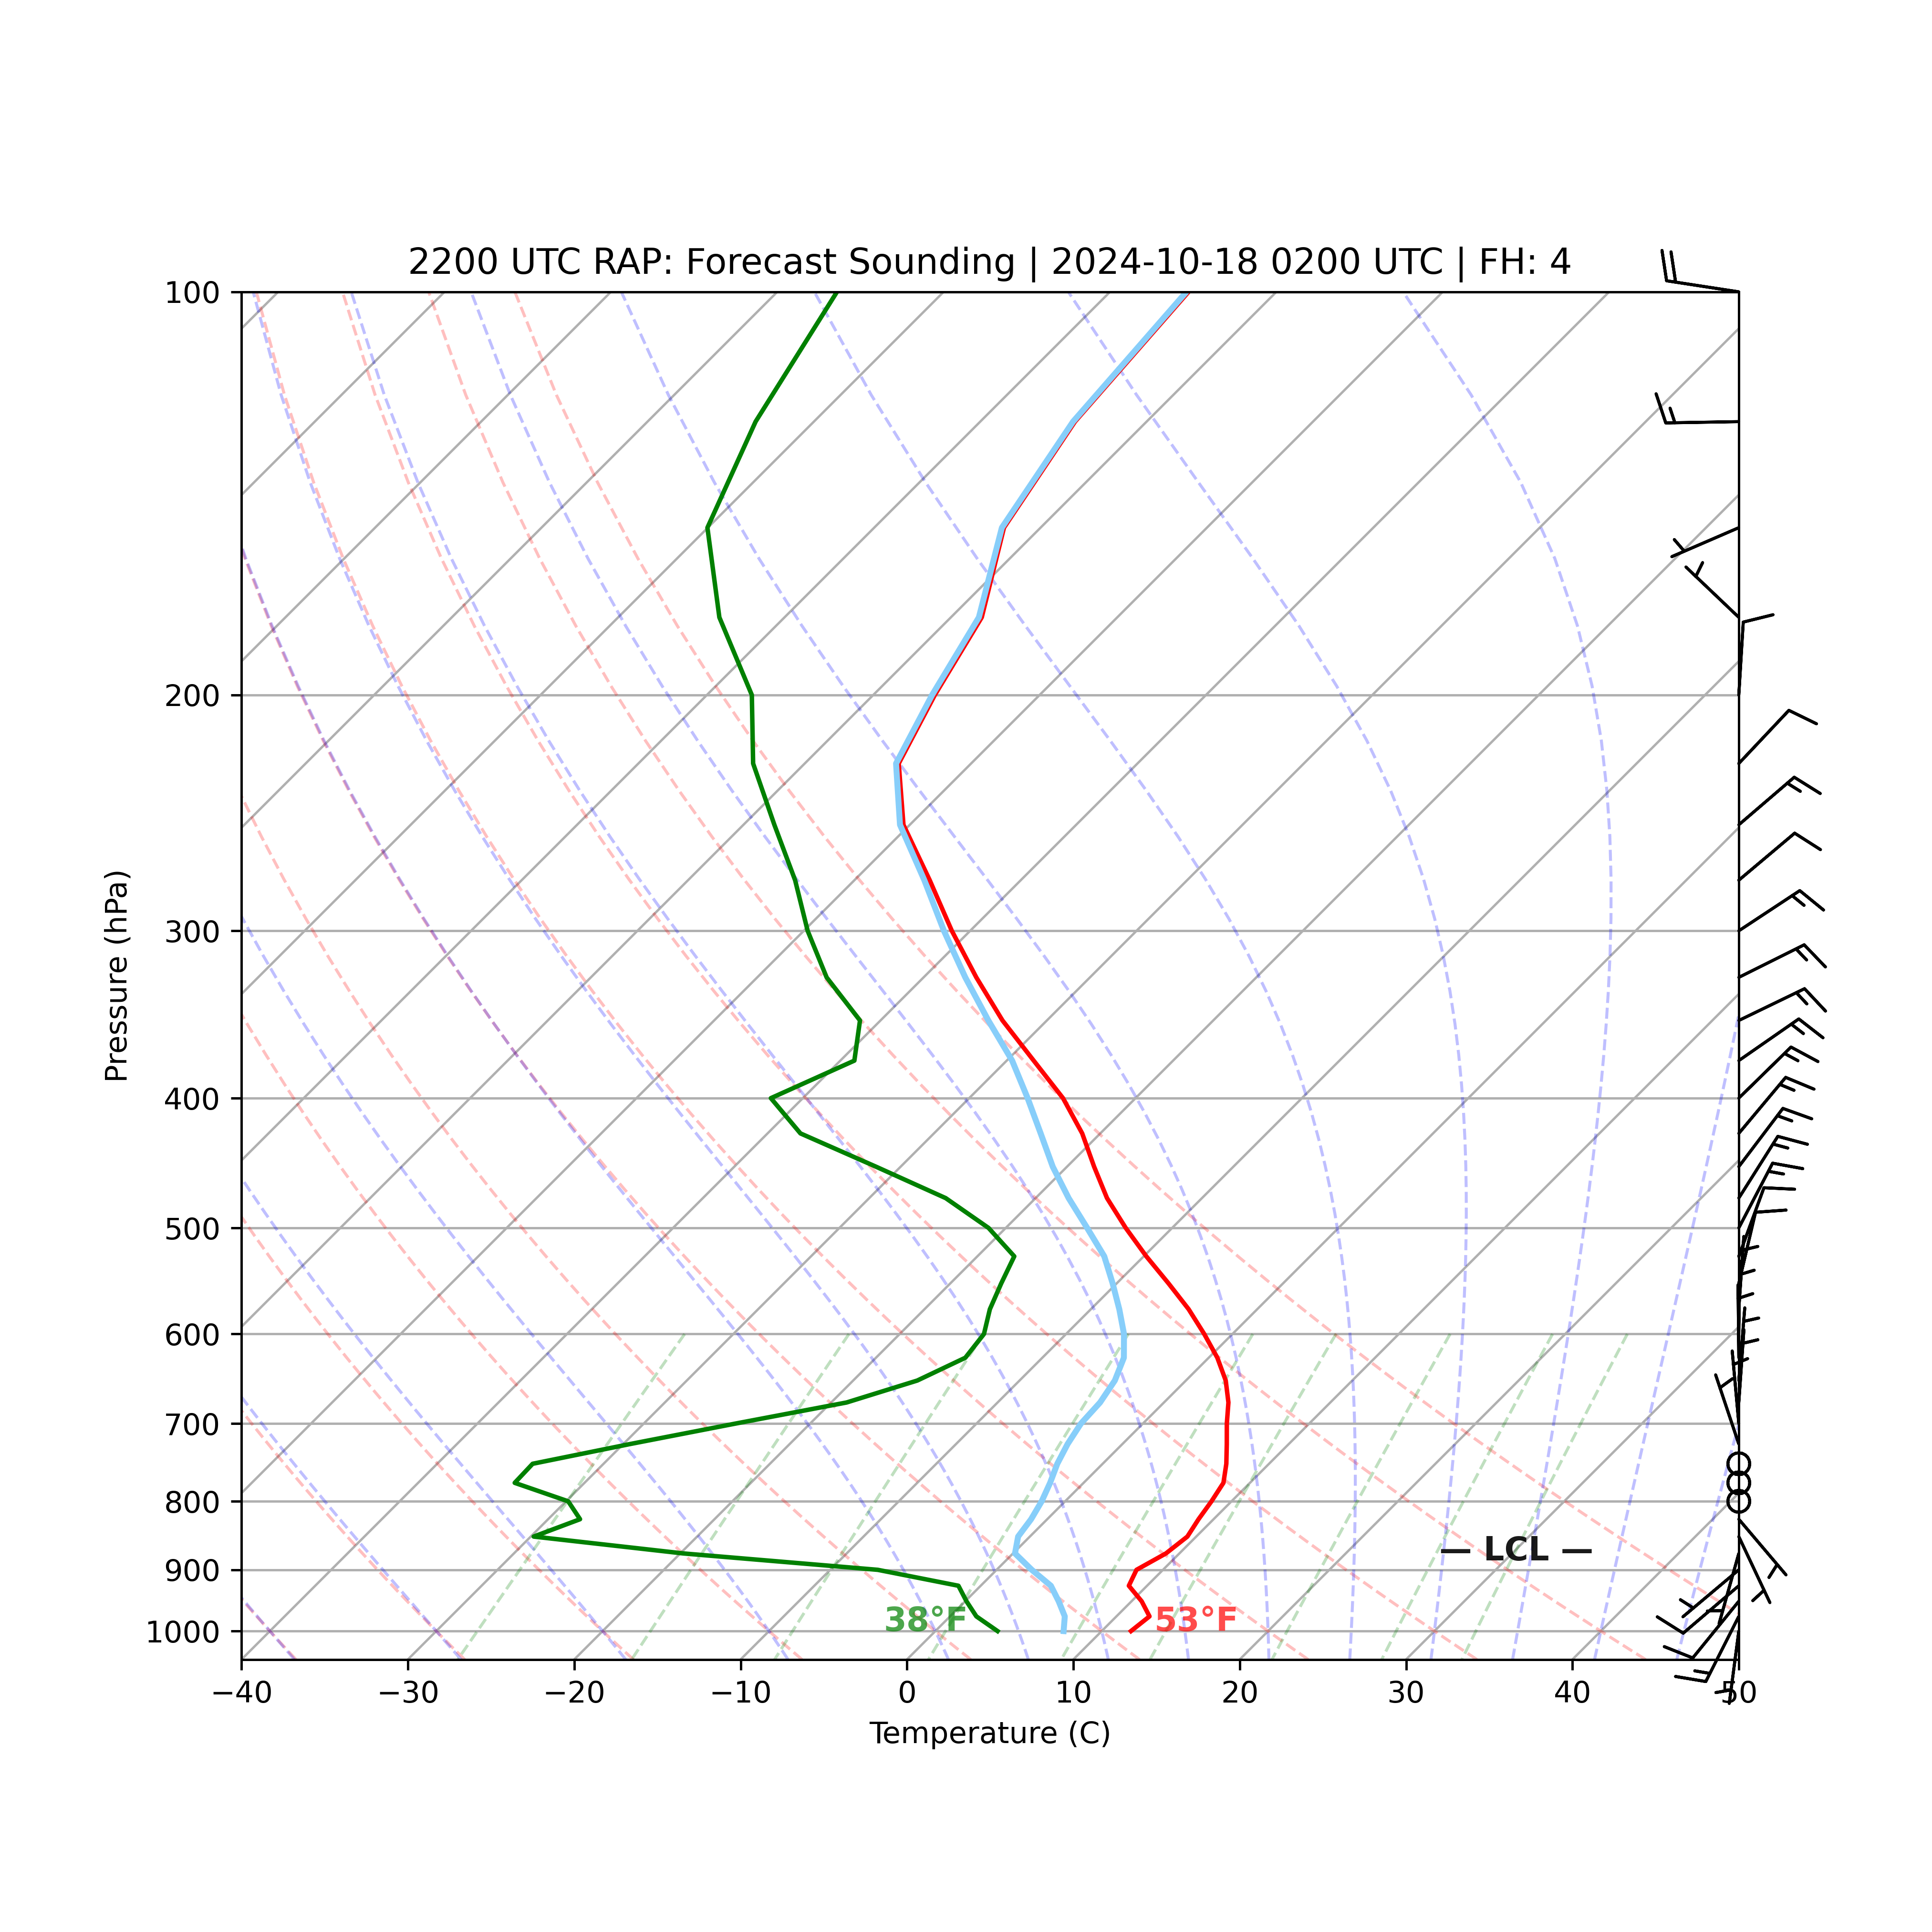 2200 UTC RAP: Forecast Sounding | 2024-10-18 0200 UTC | FH: 4
100
200
300
400
500
600
700
800
900
1000
Pressure (hPa)
— LCL —
38°F
53°F
−40 −30 −20 −10 0 10 20 30 40 50
Temperature (C)